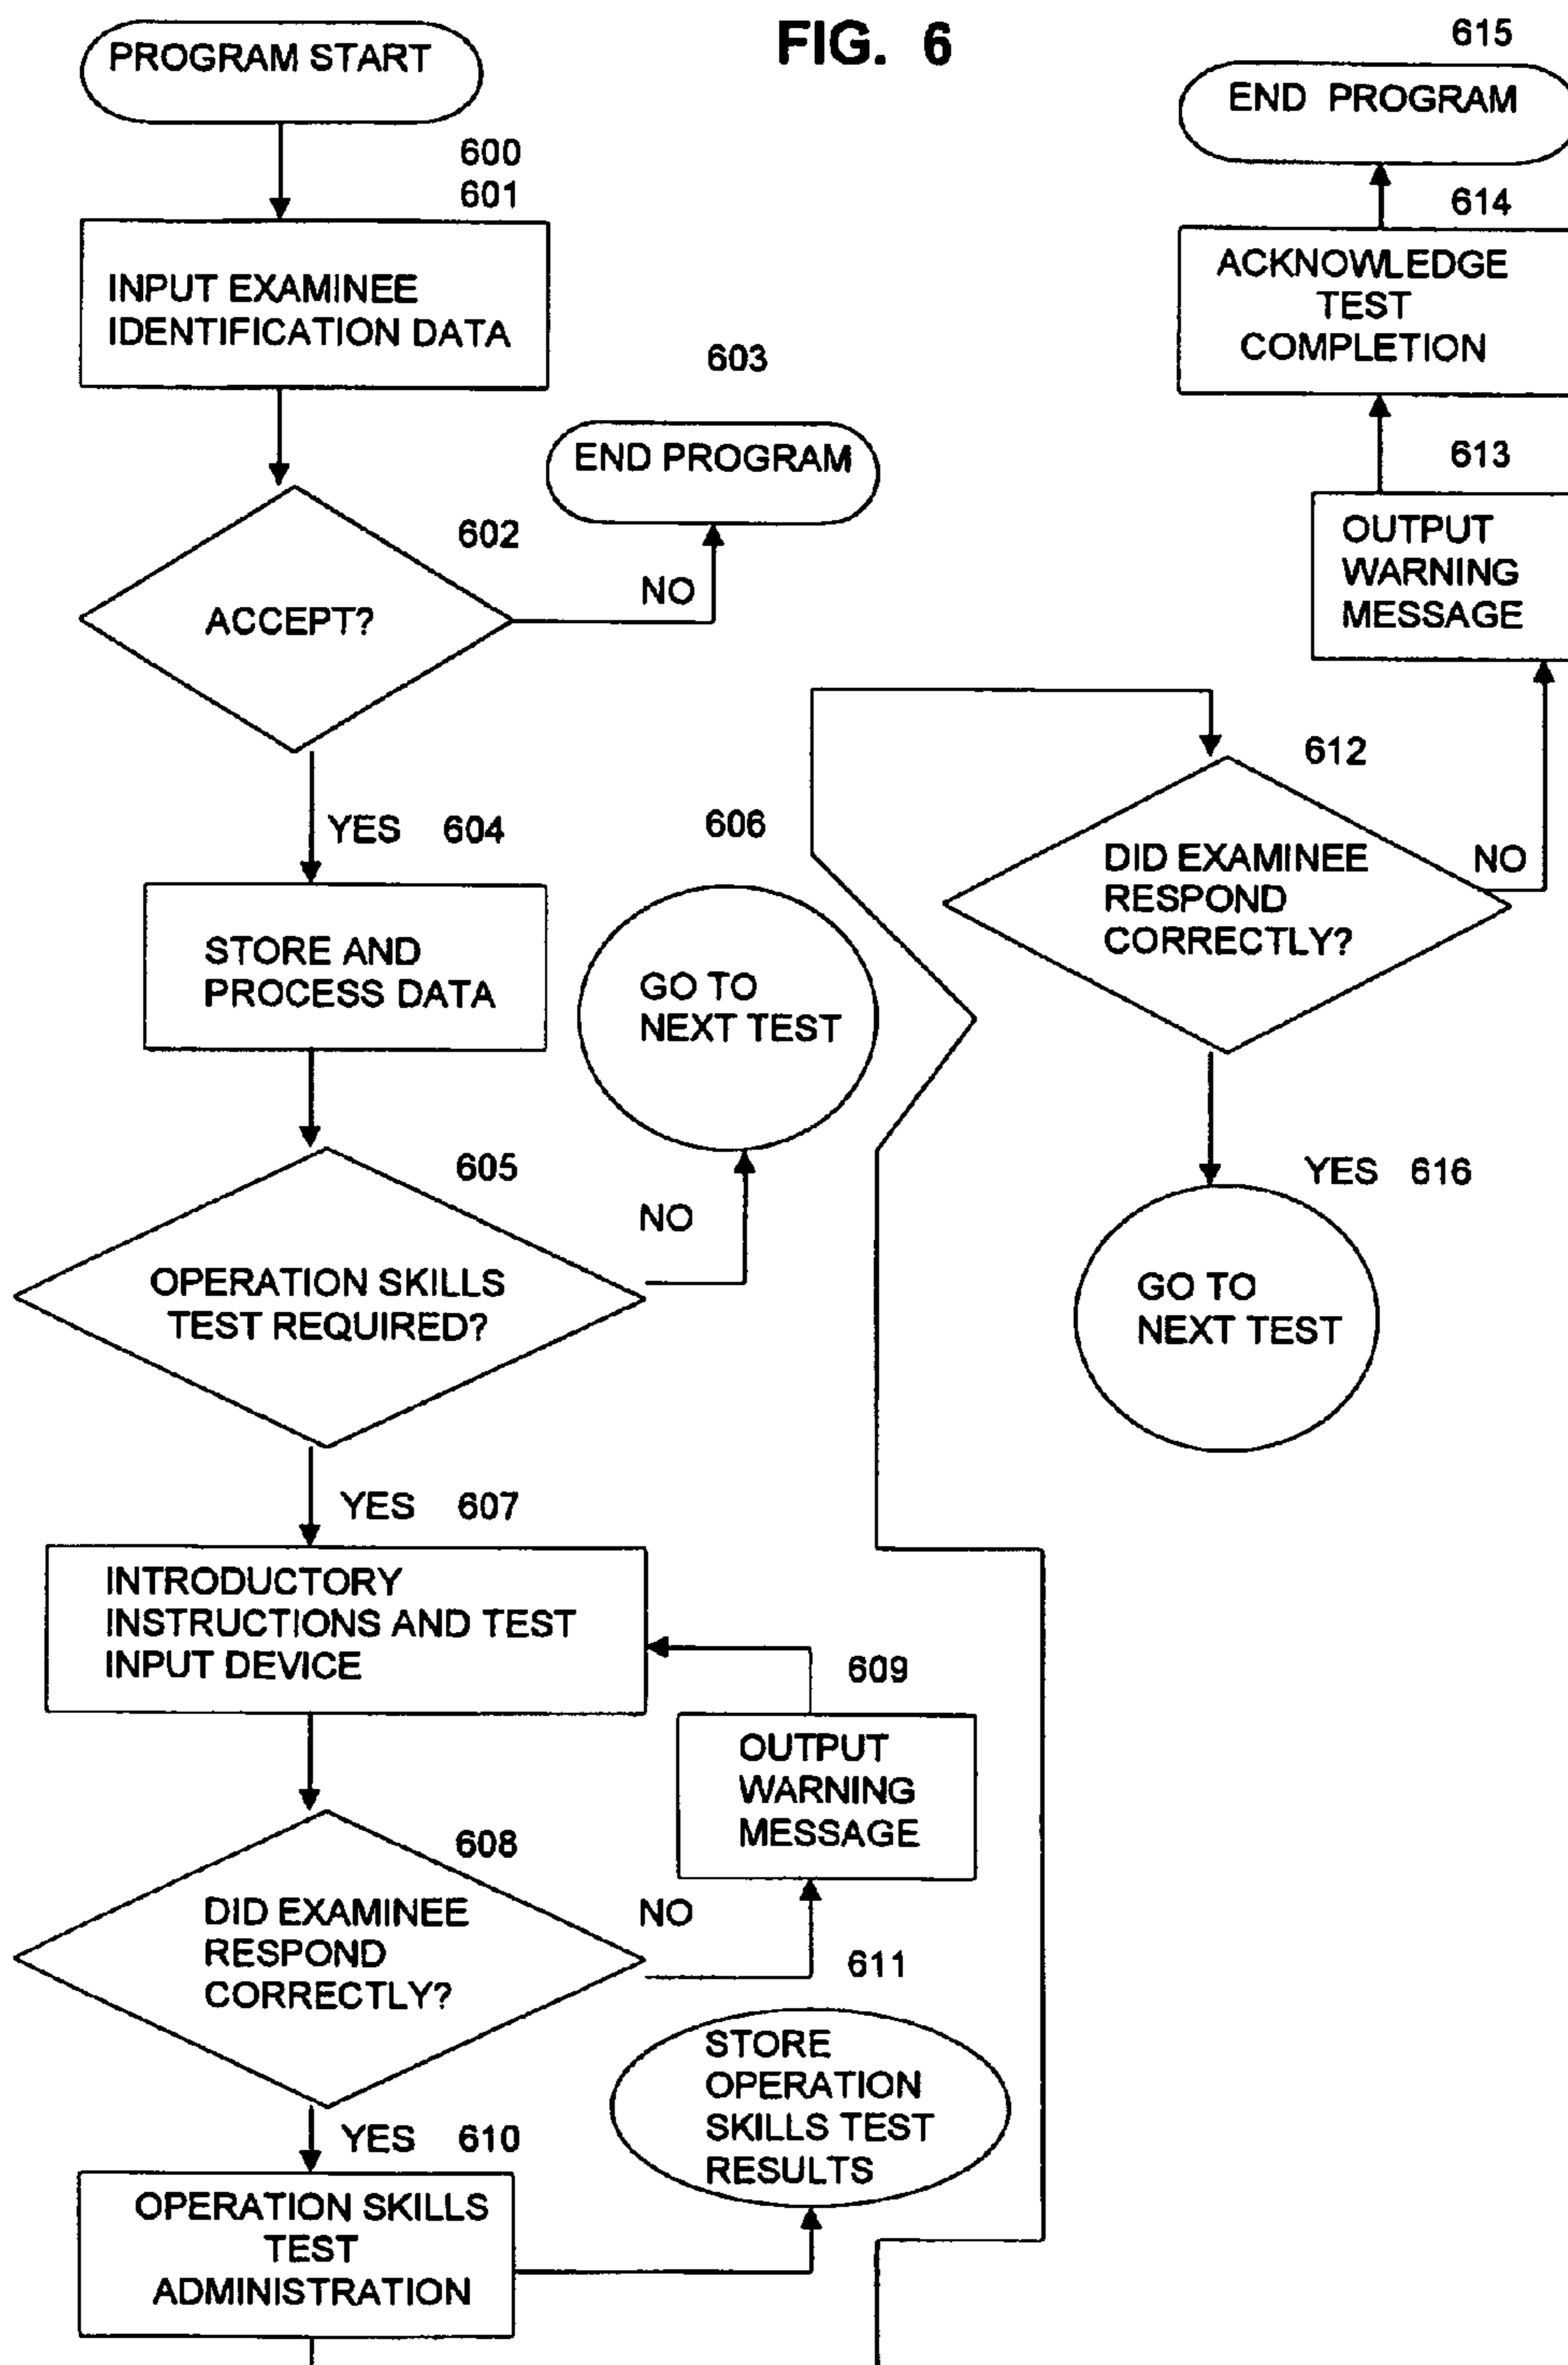 FIG. 6
PROGRAM START
600
601
INPUT EXAMINEE
IDENTIFICATION DATA
602
ACCEPT?
603
END PROGRAM
NO
YES 604
STORE AND
PROCESS DATA
605
OPERATION SKILLS
TEST REQUIRED?
606
GO TO
NEXT TEST
NO
YES 607
INTRODUCTORY
INSTRUCTIONS AND TEST
INPUT DEVICE
608
DID EXAMINEE
RESPOND
CORRECTLY?
609
OUTPUT
WARNING
MESSAGE
NO
YES 610
OPERATION SKILLS
TEST
ADMINISTRATION
611
STORE
OPERATION
SKILLS TEST
RESULTS
612
DID EXAMINEE
RESPOND
CORRECTLY?
NO
613
OUTPUT
WARNING
MESSAGE
614
ACKNOWLEDGE
TEST
COMPLETION
615
END PROGRAM
YES 616
GO TO
NEXT TEST